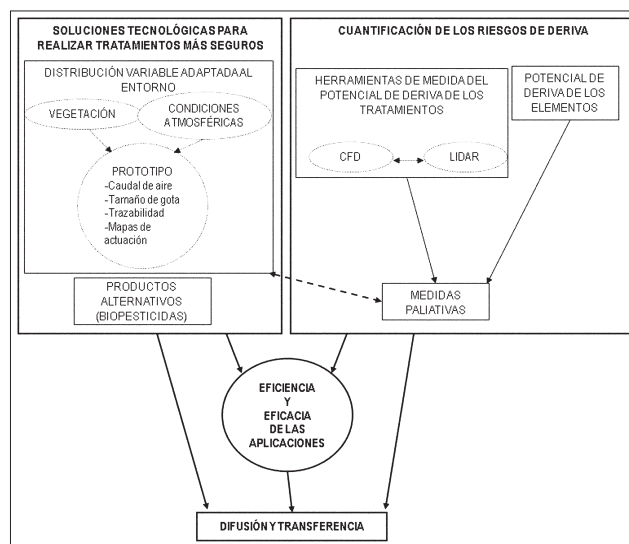 SOLUCIONES TECNOLÓGICAS PARA
REALIZAR TRATAMIENTOS MÁS SEGUROS
DISTRIBUCIÓN VARIABLE ADAPTADA AL
ENTORNO
VEGETACIÓN
CONDICIONES
ATMOSFÉRICAS
PROTOTIPO
-Caudal de aire
-Tamaño de gota
-Trazabilidad
-Mapas de
actuación
PRODUCTOS
ALTERNATIVOS
(BIOPESTICIDAS)
CUANTIFICACIÓN DE LOS RIESGOS DE DERIVA
HERRAMIENTAS DE MEDIDA DEL
POTENCIAL DE DERIVA DE LOS
TRATAMIENTOS
CFD
LIDAR
POTENCIAL DE
DERIVA DE LOS
ELEMENTOS
MEDIDAS
PALIATIVAS
EFICIENCIA
Y
EFICACIA
DE LAS
APLICACIONES
DIFUSIÓN Y TRANSFERENCIA